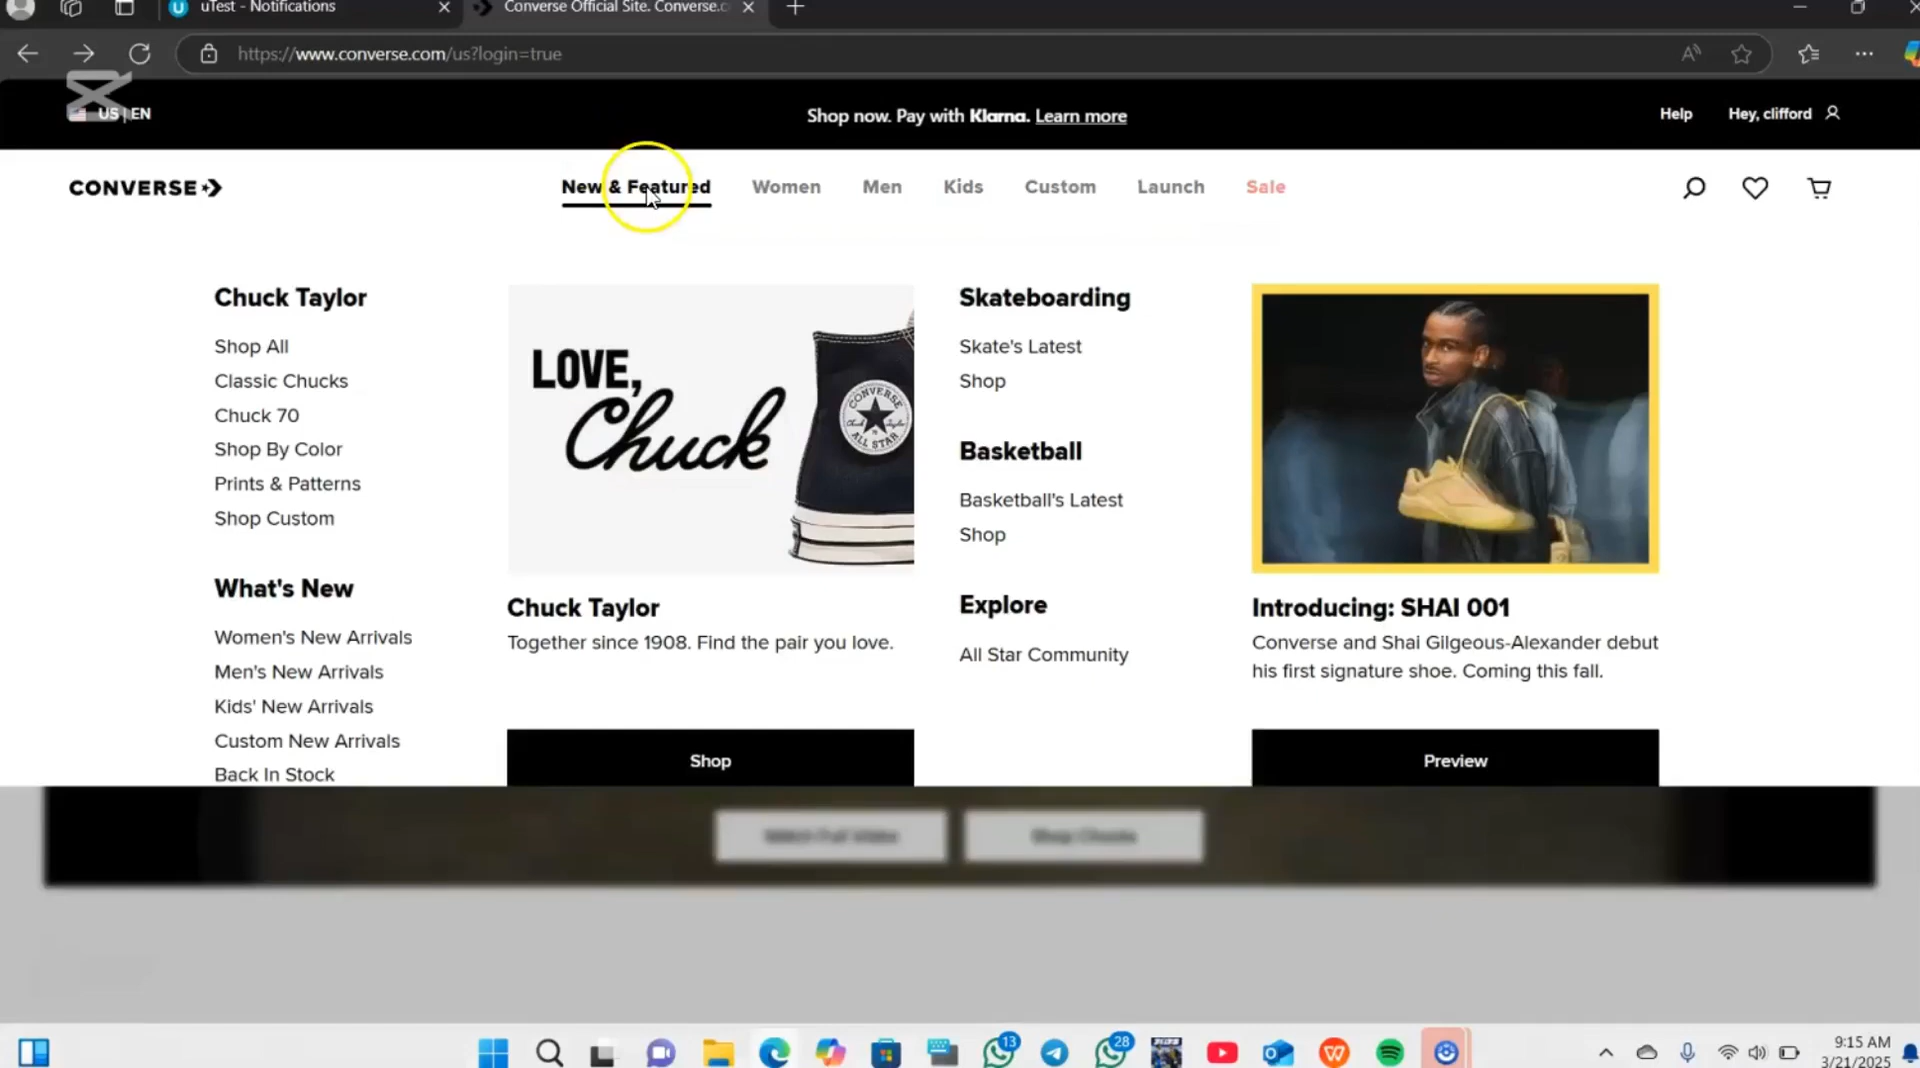 uTest - Notifications
Converse Official Site. Converse.c
https://www.converse.com/us?login=true
US | EN
Shop now. Pay with Klarna. Learn more
Help
Hey, clifford
CONVERSE
New & Featured
Women
Men
Kids
Custom
Launch
Sale
Chuck Taylor
Shop All
Classic Chucks
Chuck 70
Shop By Color
Prints & Patterns
Shop Custom
What's New
Women's New Arrivals
Men's New Arrivals
Kids' New Arrivals
Custom New Arrivals
Back In Stock
LOVE,
Chuck
CONVERSE
ALL STAR
Chuck Taylor
Together since 1908. Find the pair you love.
Shop
Skateboarding
Skate's Latest
Shop
Basketball
Basketball's Latest
Shop
Explore
All Star Community
Introducing: SHAI 001
Converse and Shai Gilgeous-Alexander debut
his first signature shoe. Coming this fall.
Preview
13
28
9:15 AM
3/21/2025